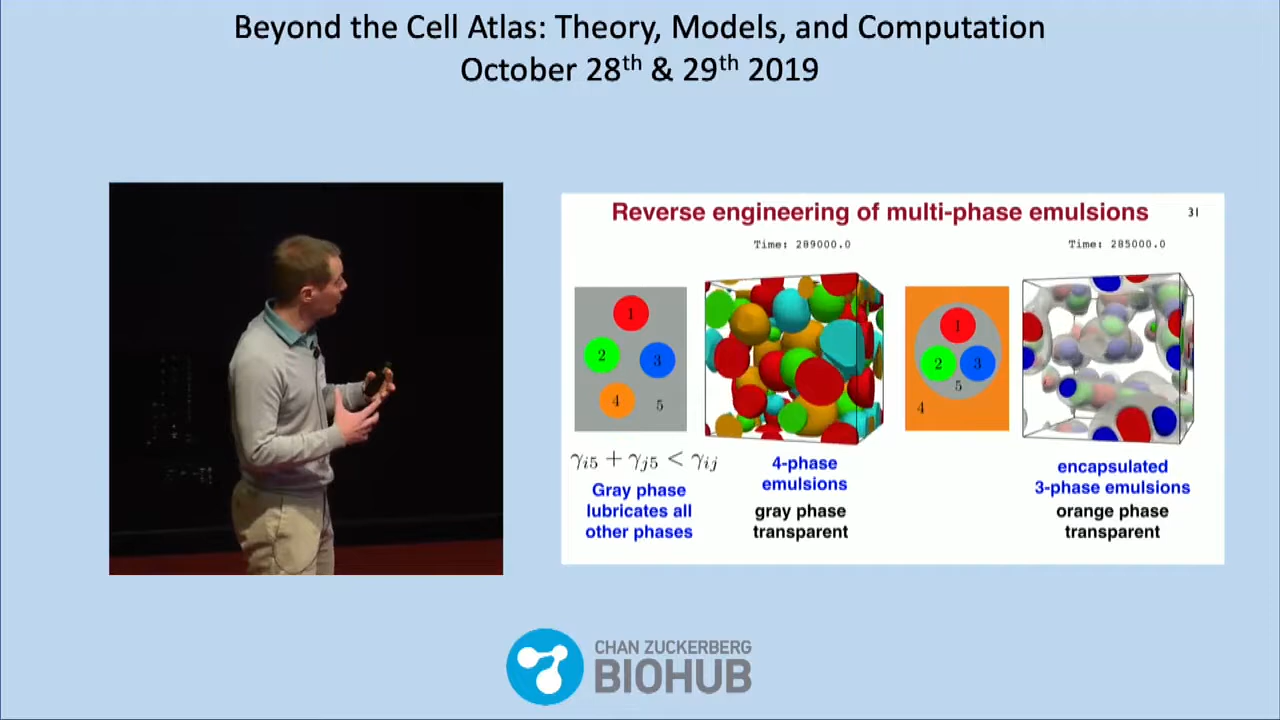 Beyond the Cell Atlas: Theory, Models, and Computation
October 28th & 29th 2019
Reverse engineering of multi-phase emulsions
31
Time: 289000.0
Time: 285000.0
1
2
3
4
5
1
2
3
5
4
γi5 + γj5 < γij
Gray phase
lubricates all
other phases
4-phase
emulsions
gray phase
transparent
encapsulated
3-phase emulsions
orange phase
transparent
CHAN ZUCKERBERG
BIOHUB